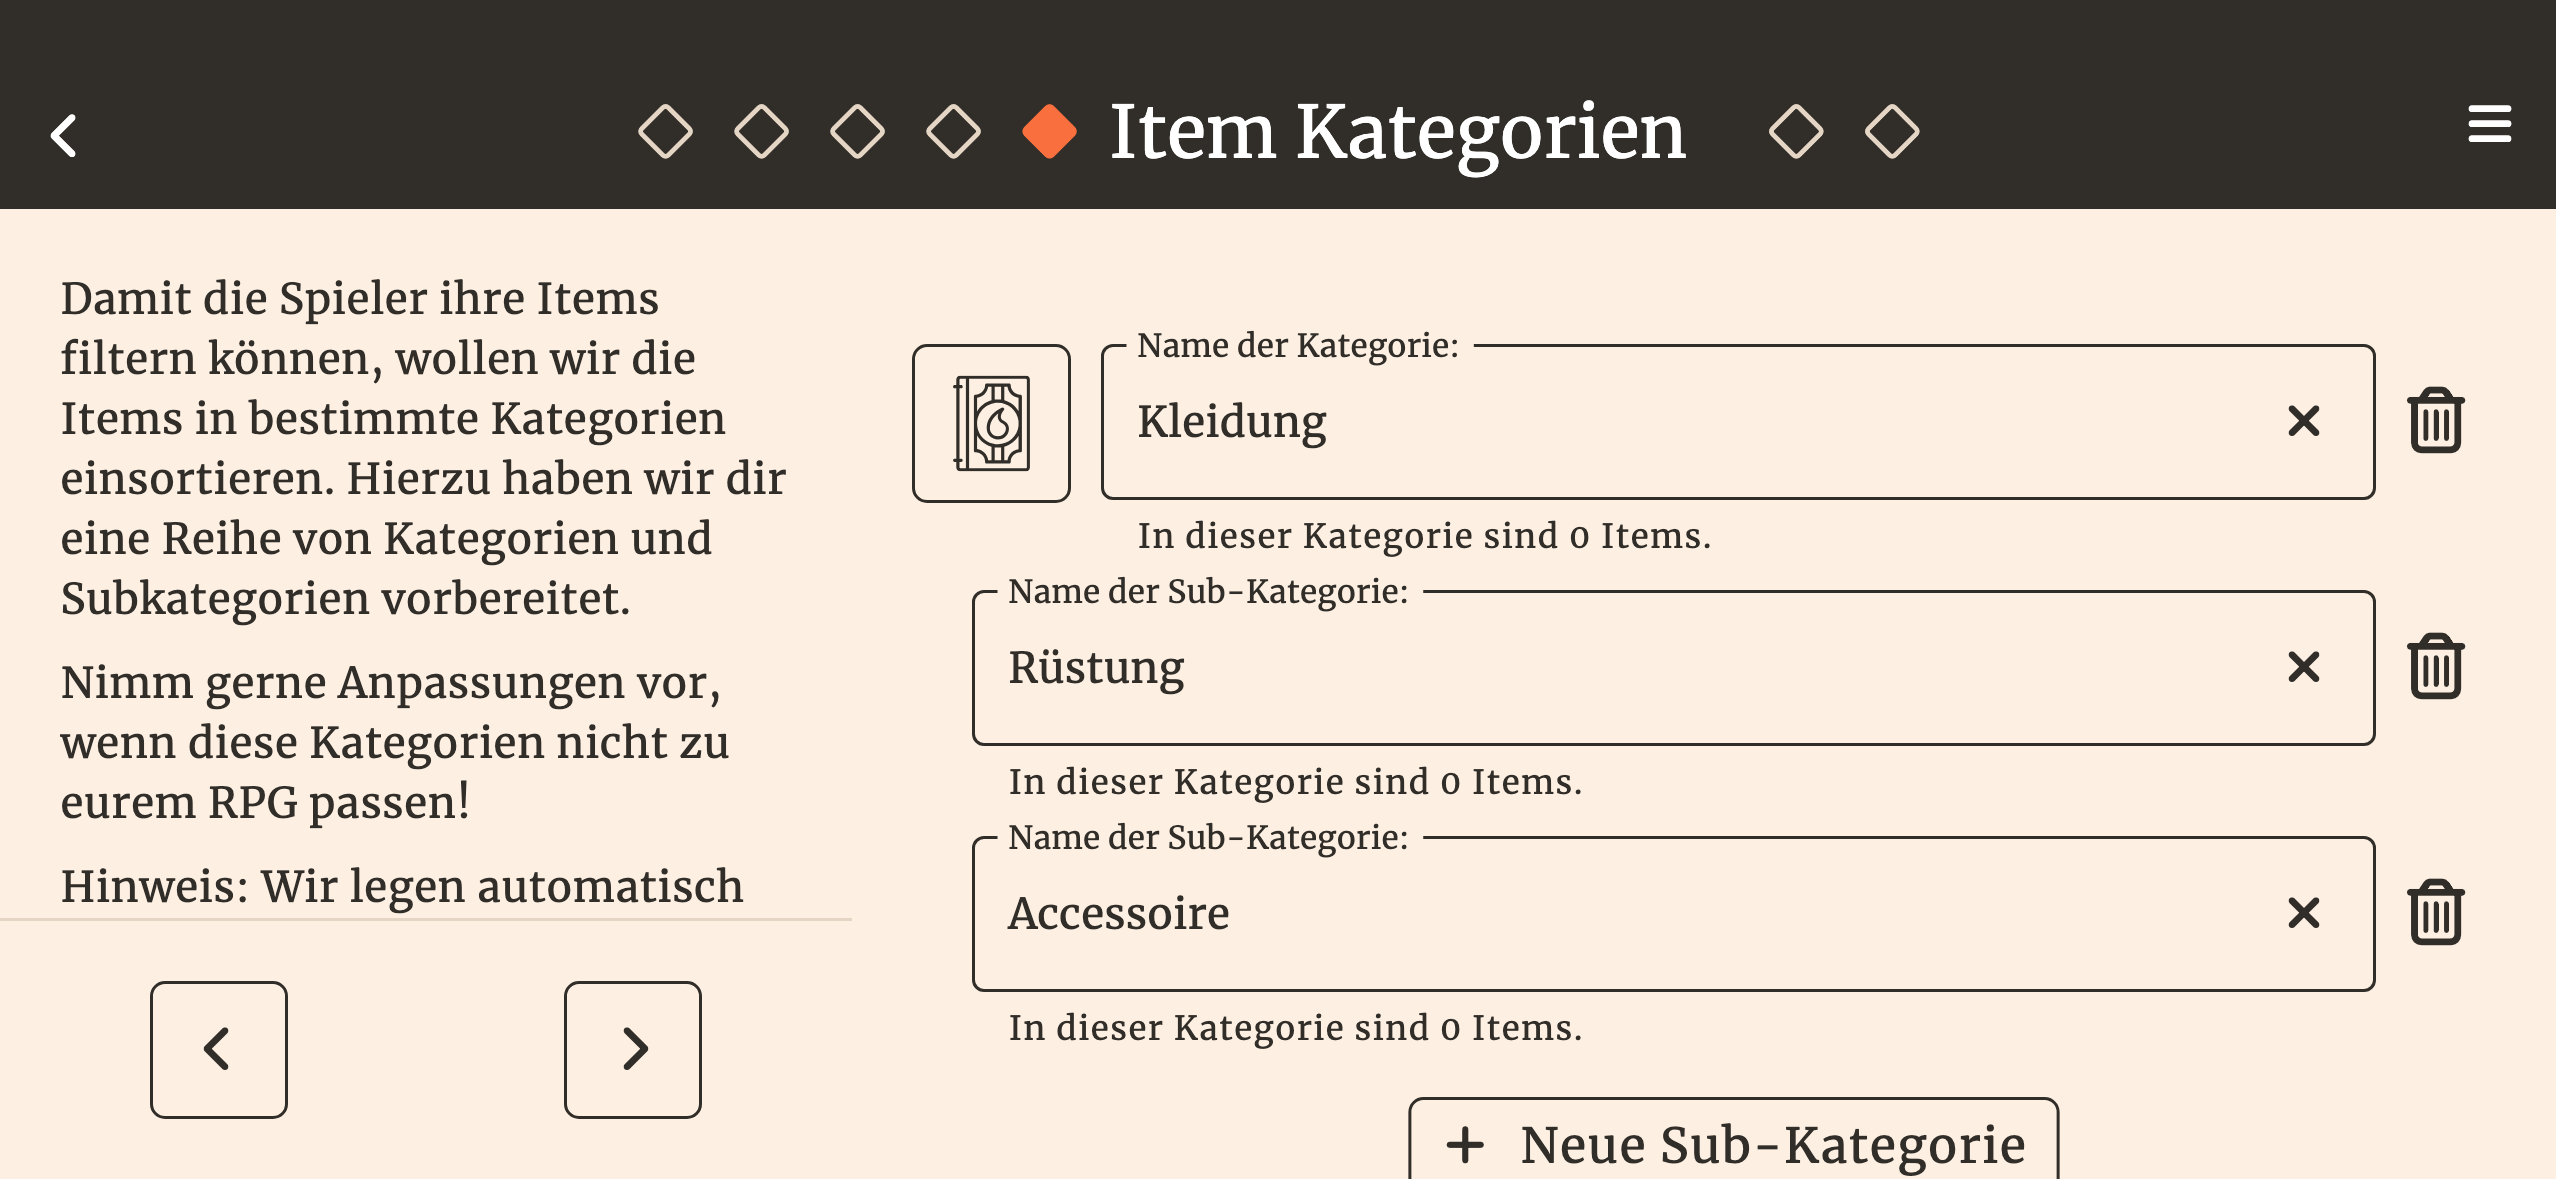 Item Kategorien
Damit die Spieler ihre Items
filtern können, wollen wir die
Items in bestimmte Kategorien
einsortieren. Hierzu haben wir dir
eine Reihe von Kategorien und
Subkategorien vorbereitet.
Nimm gerne Anpassungen vor,
wenn diese Kategorien nicht zu
eurem RPG passen!
Hinweis: Wir legen automatisch
Name der Kategorie:
Kleidung
In dieser Kategorie sind 0 Items.
Name der Sub-Kategorie:
Rüstung
In dieser Kategorie sind 0 Items.
Name der Sub-Kategorie:
Accessoire
In dieser Kategorie sind 0 Items.
+ Neue Sub-Kategorie